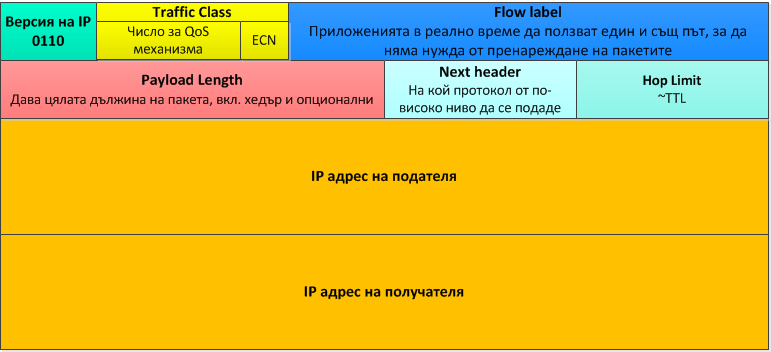 Версия на IP
0110
Traffic Class
Число за QoS
механизма
ECN
Flow label
Приложенията в реално време да ползват един и същ път, за да
няма нужда от пренареждане на пакетите
Payload Length
Дава цялата дължина на пакета, вкл. хедър и опционални
Next header
На кой протокол от по-
високо ниво да се подаде
Hop Limit
~TTL
IP адрес на подателя
IP адрес на получателя